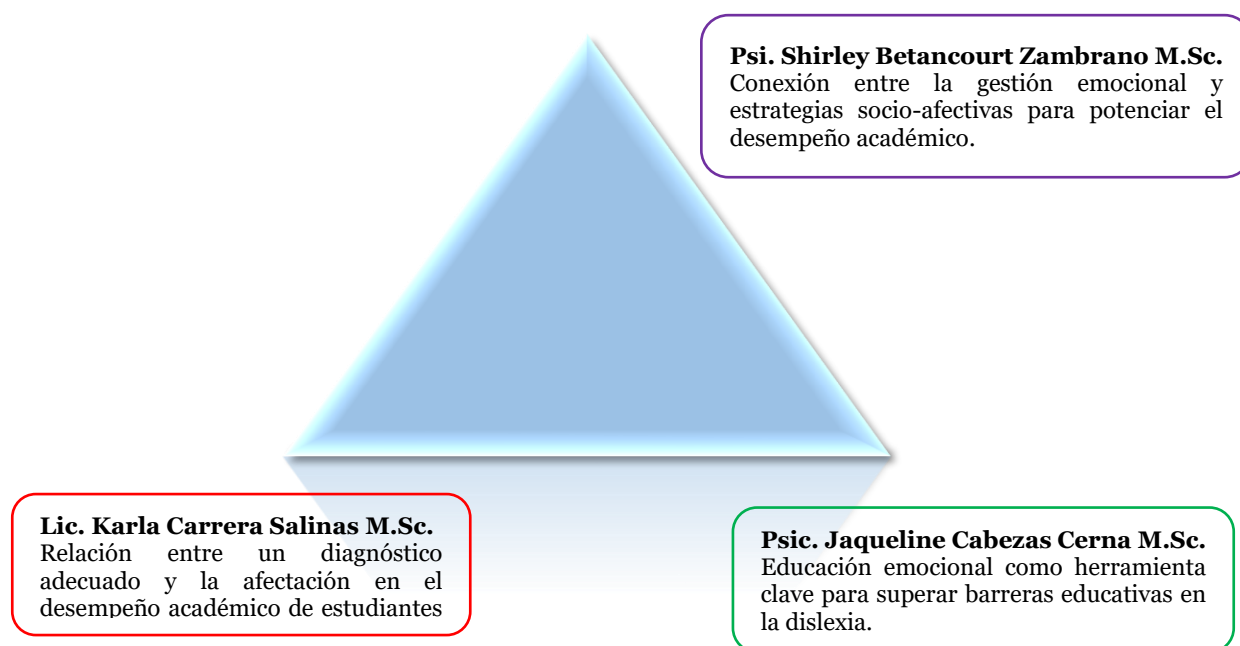 Psi. Shirley Betancourt Zambrano M.Sc.
Conexión entre la gestión emocional y
estrategias socio-afectivas para potenciar el
desempeño académico.
Lic. Karla Carrera Salinas M.Sc.
Relación entre un diagnóstico
adecuado y la afectación en el
desempeño académico de estudiantes
Psic. Jaqueline Cabezas Cerna M.Sc.
Educación emocional como herramienta
clave para superar barreras educativas en
la dislexia.